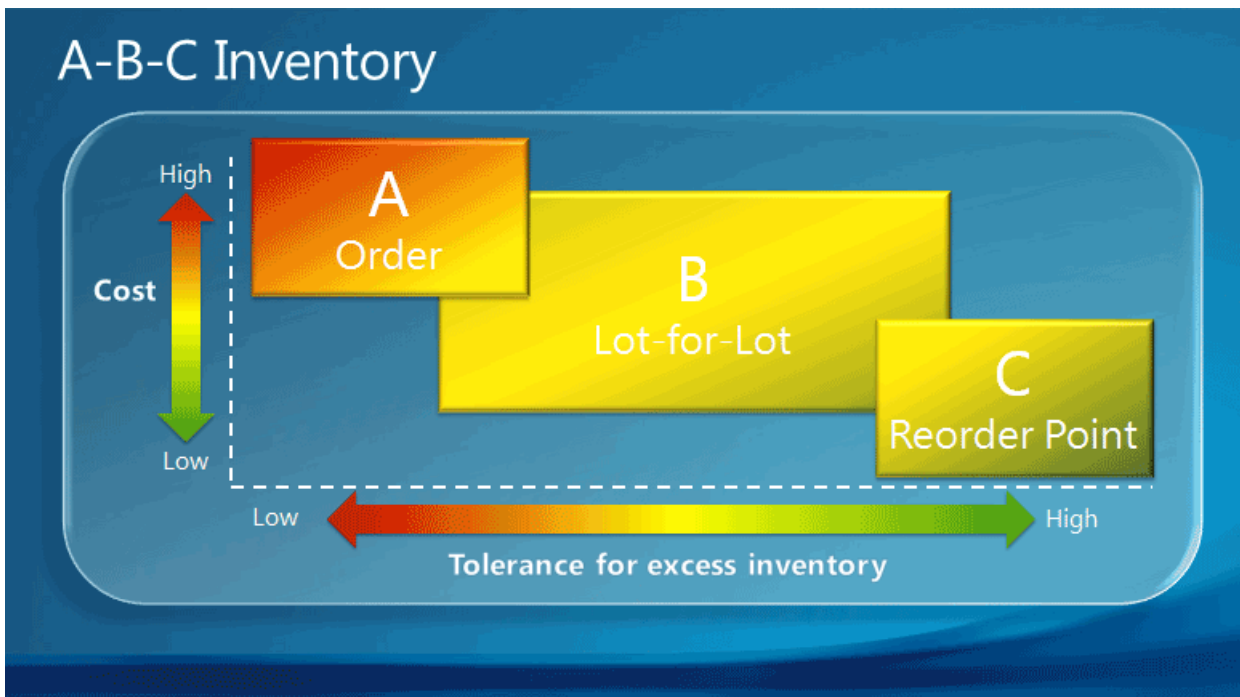 A-B-C Inventory
High
Cost
Low
A
Order
B
Lot-for-Lot
C
Reorder Point
Low
High
Tolerance for excess inventory